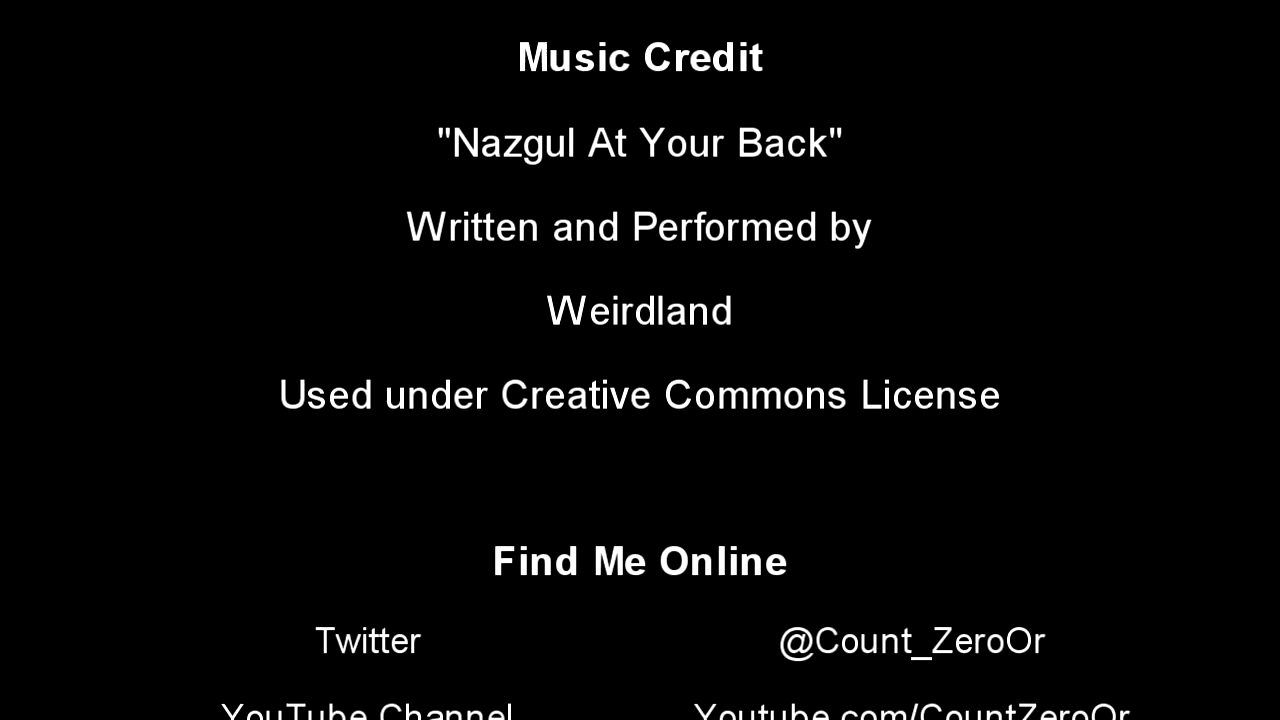 Music Credit
"Nazgul At Your Back"
Written and Performed by
Weirdland
Used under Creative Commons License
Find Me Online
Twitter @Count_ZeroOr
YouTube Channel Youtube.com/CountZeroOr